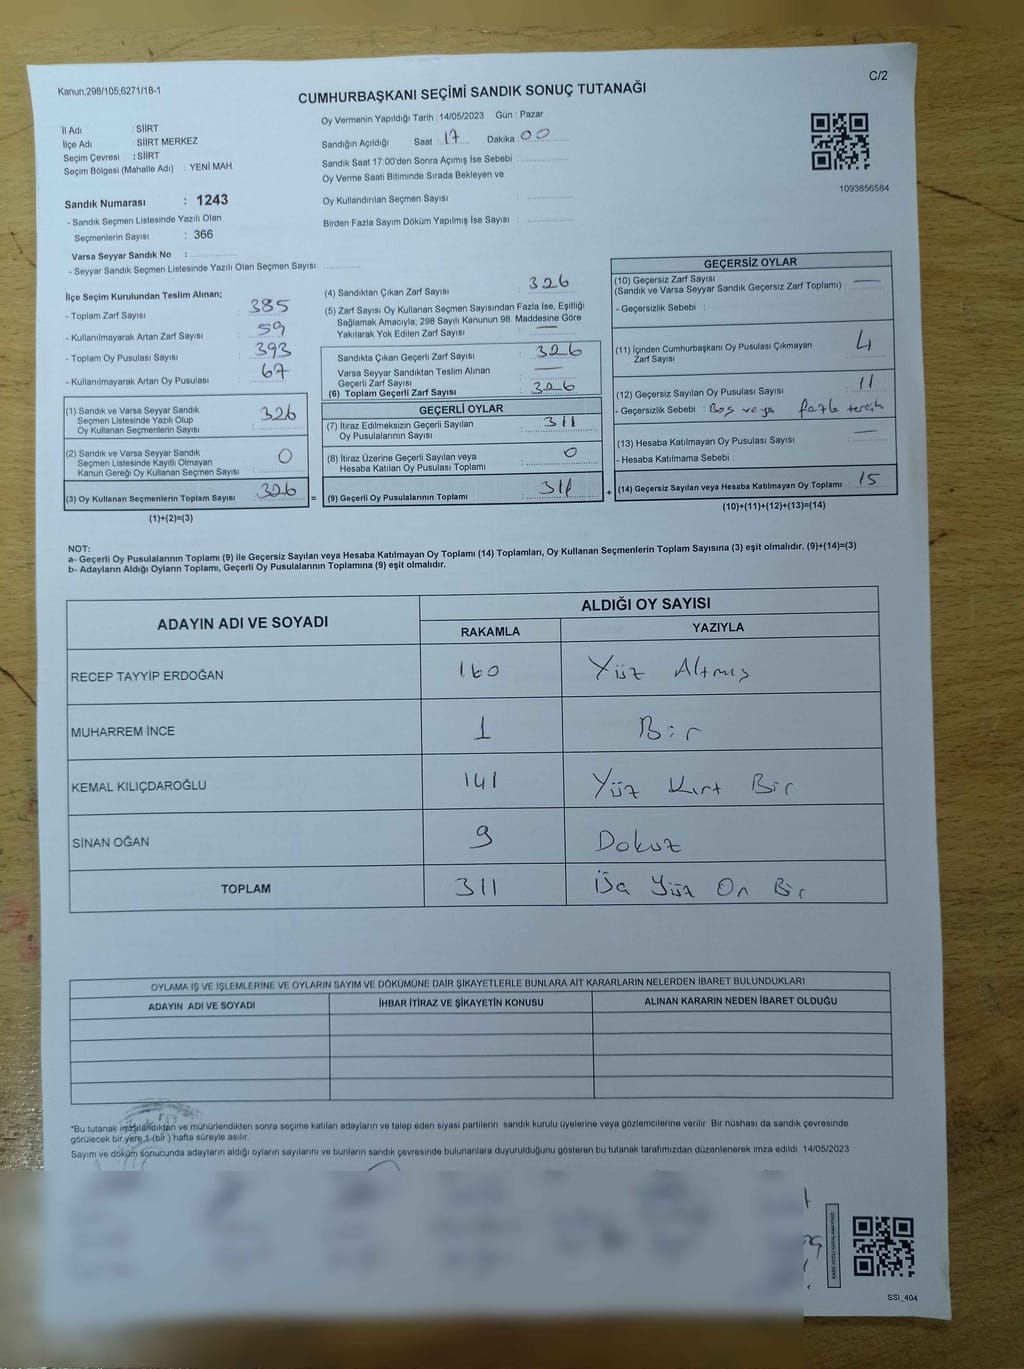 Kanun;298/105;6271/18-1
C/2
CUMHURBAŞKANI SEÇİMİ SANDIK SONUÇ TUTANAĞI
İl Adı : SİİRT
İlçe Adı : SİİRT MERKEZ
Seçim Çevresi : SİİRT
Seçim Bölgesi (Mahalle Adı) : YENİ MAH.
Sandık Numarası : 1243
- Sandık Seçmen Listesinde Yazılı Olan
Seçmenlerin Sayısı : 366
Varsa Seyyar Sandık No :
- Seyyar Sandık Seçmen Listesinde Yazılı Olan Seçmen Sayısı:
Oy Vermenin Yapıldığı Tarih :14/05/2023 Gün : Pazar
Sandığın Açıldığı Saat : 17 Dakika : 00
Sandık Saat 17:00'den Sonra Açımış İse Sebebi :
Oy Verme Saati Bitiminde Sırada Bekleyen ve
Oy Kullandırılan Seçmen Sayısı :
Birden Fazla Sayım Döküm Yapılmış İse Sayısı :
1093856584
İlçe Seçim Kurulundan Teslim Alınan;
- Toplam Zarf Sayısı : 385
- Kullanılmayarak Artan Zarf Sayısı : 59
- Toplam Oy Pusulası Sayısı : 393
- Kullanılmayarak Artan Oy Pusulası : 67
(1) Sandık ve Varsa Seyyar Sandık
Seçmen Listesinde Yazılı Olup
Oy Kullanan Seçmenlerin Sayısı : 326
(2) Sandık ve Varsa Seyyar Sandık
Seçmen Listesinde Kayıtlı Olmayan
Kanun Gereği Oy Kullanan Seçmen Sayısı : 0
(3) Oy Kullanan Seçmenlerin Toplam Sayısı : 326
(1)+(2)=(3)
=
(4) Sandıktan Çıkan Zarf Sayısı : 326
(5) Zarf Sayısı Oy Kullanan Seçmen Sayısından Fazla İse, Eşitliği
Sağlamak Amacıyla; 298 Sayılı Kanunun 98. Maddesine Göre
Yakılarak Yok Edilen Zarf Sayısı : —
Sandıkta Çıkan Geçerli Zarf Sayısı : 326
Varsa Seyyar Sandıktan Teslim Alınan
Geçerli Zarf Sayısı : —
(6) Toplam Geçerli Zarf Sayısı : 326
GEÇERLİ OYLAR
(7) İtiraz Edilmeksizin Geçerli Sayılan
Oy Pusulalarının Sayısı : 311
(8) İtiraz Üzerine Geçerli Sayılan veya
Hesaba Katılan Oy Pusulası Toplamı : 0
(9) Geçerli Oy Pusulalarının Toplamı : 311
+
GEÇERSİZ OYLAR
(10) Geçersiz Zarf Sayısı
(Sandık ve Varsa Seyyar Sandık Geçersiz Zarf Toplamı) : —
- Geçersizlik Sebebi :
(11) İçinden Cumhurbaşkanı Oy Pusulası Çıkmayan
Zarf Sayısı : 4
(12) Geçersiz Sayılan Oy Pusulası Sayısı : 11
- Geçersizlik Sebebi : Boş veya fazla tercih
(13) Hesaba Katılmayan Oy Pusulası Sayısı : —
- Hesaba Katılmama Sebebi :
(14) Geçersiz Sayılan veya Hesaba Katılmayan Oy Toplamı : 15
(10)+(11)+(12)+(13)=(14)
NOT:
a- Geçerli Oy Pusulalarının Toplamı (9) ile Geçersiz Sayılan veya Hesaba Katılmayan Oy Toplamı (14) Toplamları, Oy Kullanan Seçmenlerin Toplam Sayısına (3) eşit olmalıdır. (9)+(14)=(3)
b- Adayların Aldığı Oyların Toplamı, Geçerli Oy Pusulalarının Toplamına (9) eşit olmalıdır.
ADAYIN ADI VE SOYADI
ALDIĞI OY SAYISI
RAKAMLA YAZIYLA
RECEP TAYYİP ERDOĞAN 160 Yüz Altmış
MUHARREM İNCE 1 Bir
KEMAL KILIÇDAROĞLU 141 Yüz Kırt Bir
SİNAN OĞAN 9 Dokuz
TOPLAM 311 Yüz On Bir
OYLAMA İŞ VE İŞLEMLERİNE VE OYLARIN SAYIM VE DÖKÜMÜNE DAİR ŞİKAYETLERLE BUNLARA AİT KARARLARIN NELERDEN İBARET BULUNDUKLARI
ADAYIN ADI VE SOYADI İHBAR İTİRAZ VE ŞİKAYETİN KONUSU ALINAN KARARIN NEDEN İBARET OLDUĞU
*Bu tutanak imzalandıktan ve mühürlendikten sonra seçime katılan adayların ve talep eden siyasi partilerin sandık kurulu üyelerine veya gözlemcilerine verilir. Bir nüshası da sandık çevresinde
görülecek bir yere 1 (bir) hafta süreyle asılır.
Sayım ve döküm sonucunda adayların aldığı oyların sayılarını ve bunların sandık çevresinde bulunanlara duyurulduğunu gösteren bu tutanak tarafımızdan düzenlenerek imza edildi. 14/05/2023
SSI_404